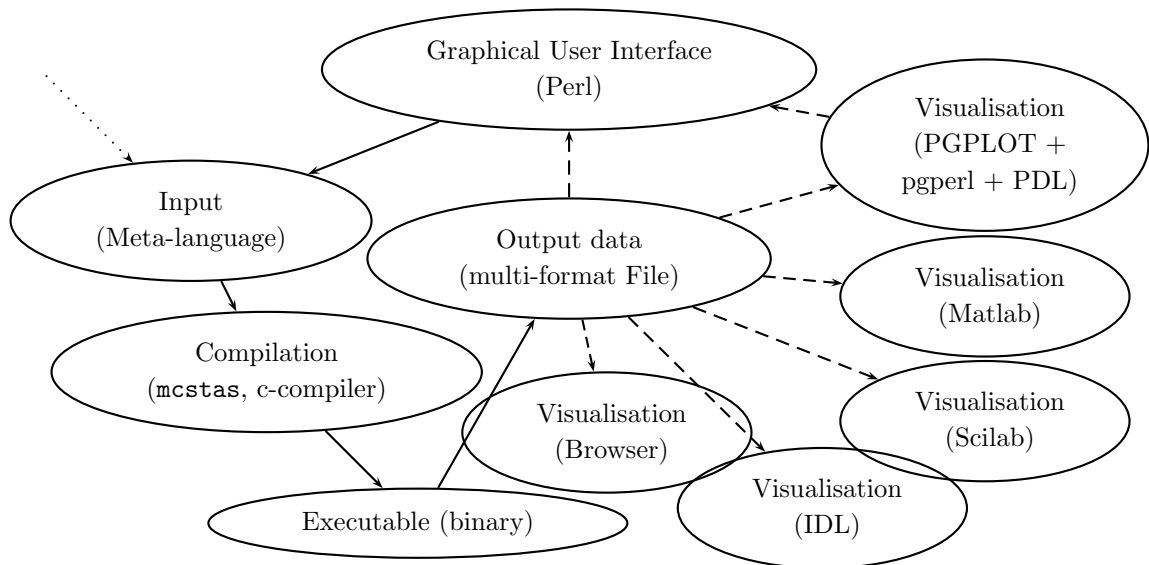 Graphical User Interface
(Perl)
Visualisation
(PGPLOT +
pgperl + PDL)
Input
(Meta-language)
Output data
(multi-format File)
Visualisation
(Matlab)
Compilation
(mcstas, c-compiler)
Visualisation
(Browser)
Visualisation
(Scilab)
Visualisation
(IDL)
Executable (binary)